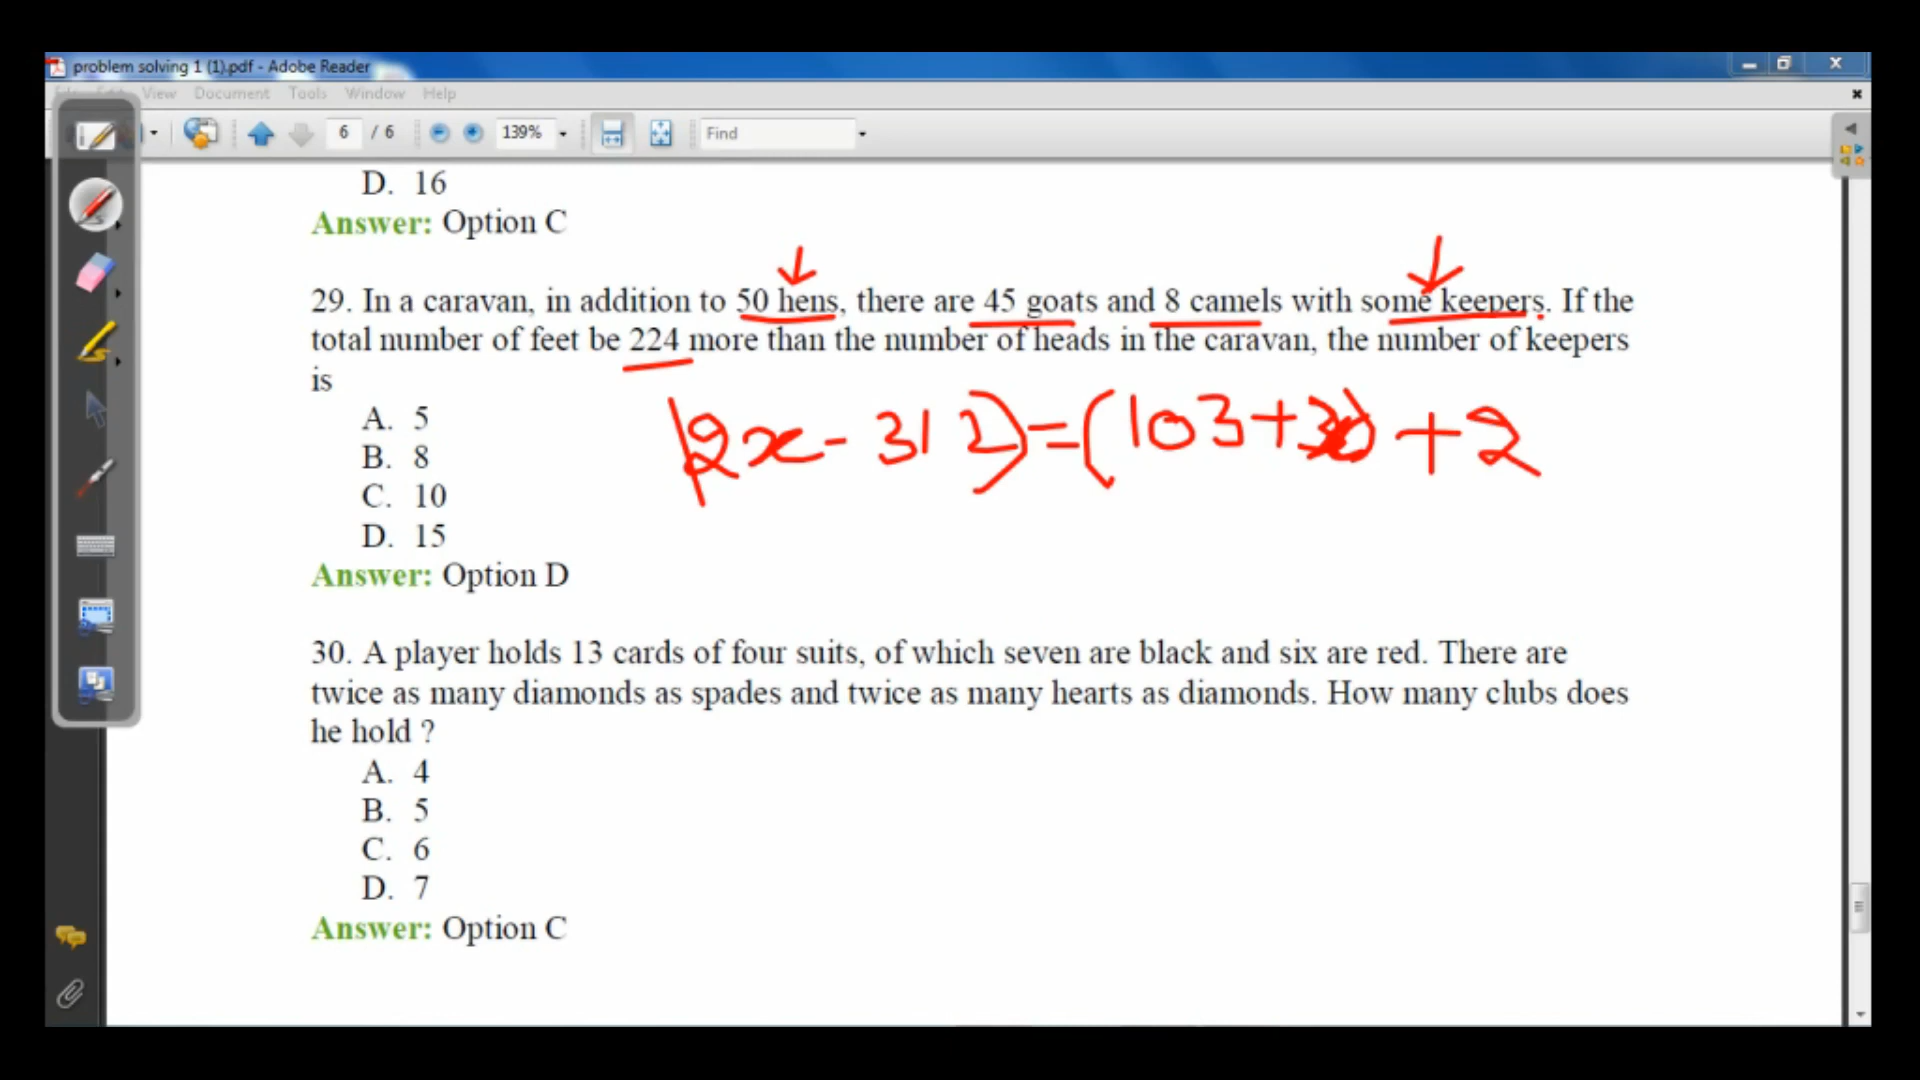 problem solving 1 (1).pdf - Adobe Reader
View Document Tools Window Help
6 / 6 139% Find
D. 16
Answer: Option C
29. In a caravan, in addition to 50 hens, there are 45 goats and 8 camels with some keepers. If the
total number of feet be 224 more than the number of heads in the caravan, the number of keepers
is
(2x-312)=(103+x)+2
A. 5
B. 8
C. 10
D. 15
Answer: Option D
30. A player holds 13 cards of four suits, of which seven are black and six are red. There are
twice as many diamonds as spades and twice as many hearts as diamonds. How many clubs does
he hold ?
A. 4
B. 5
C. 6
D. 7
Answer: Option C